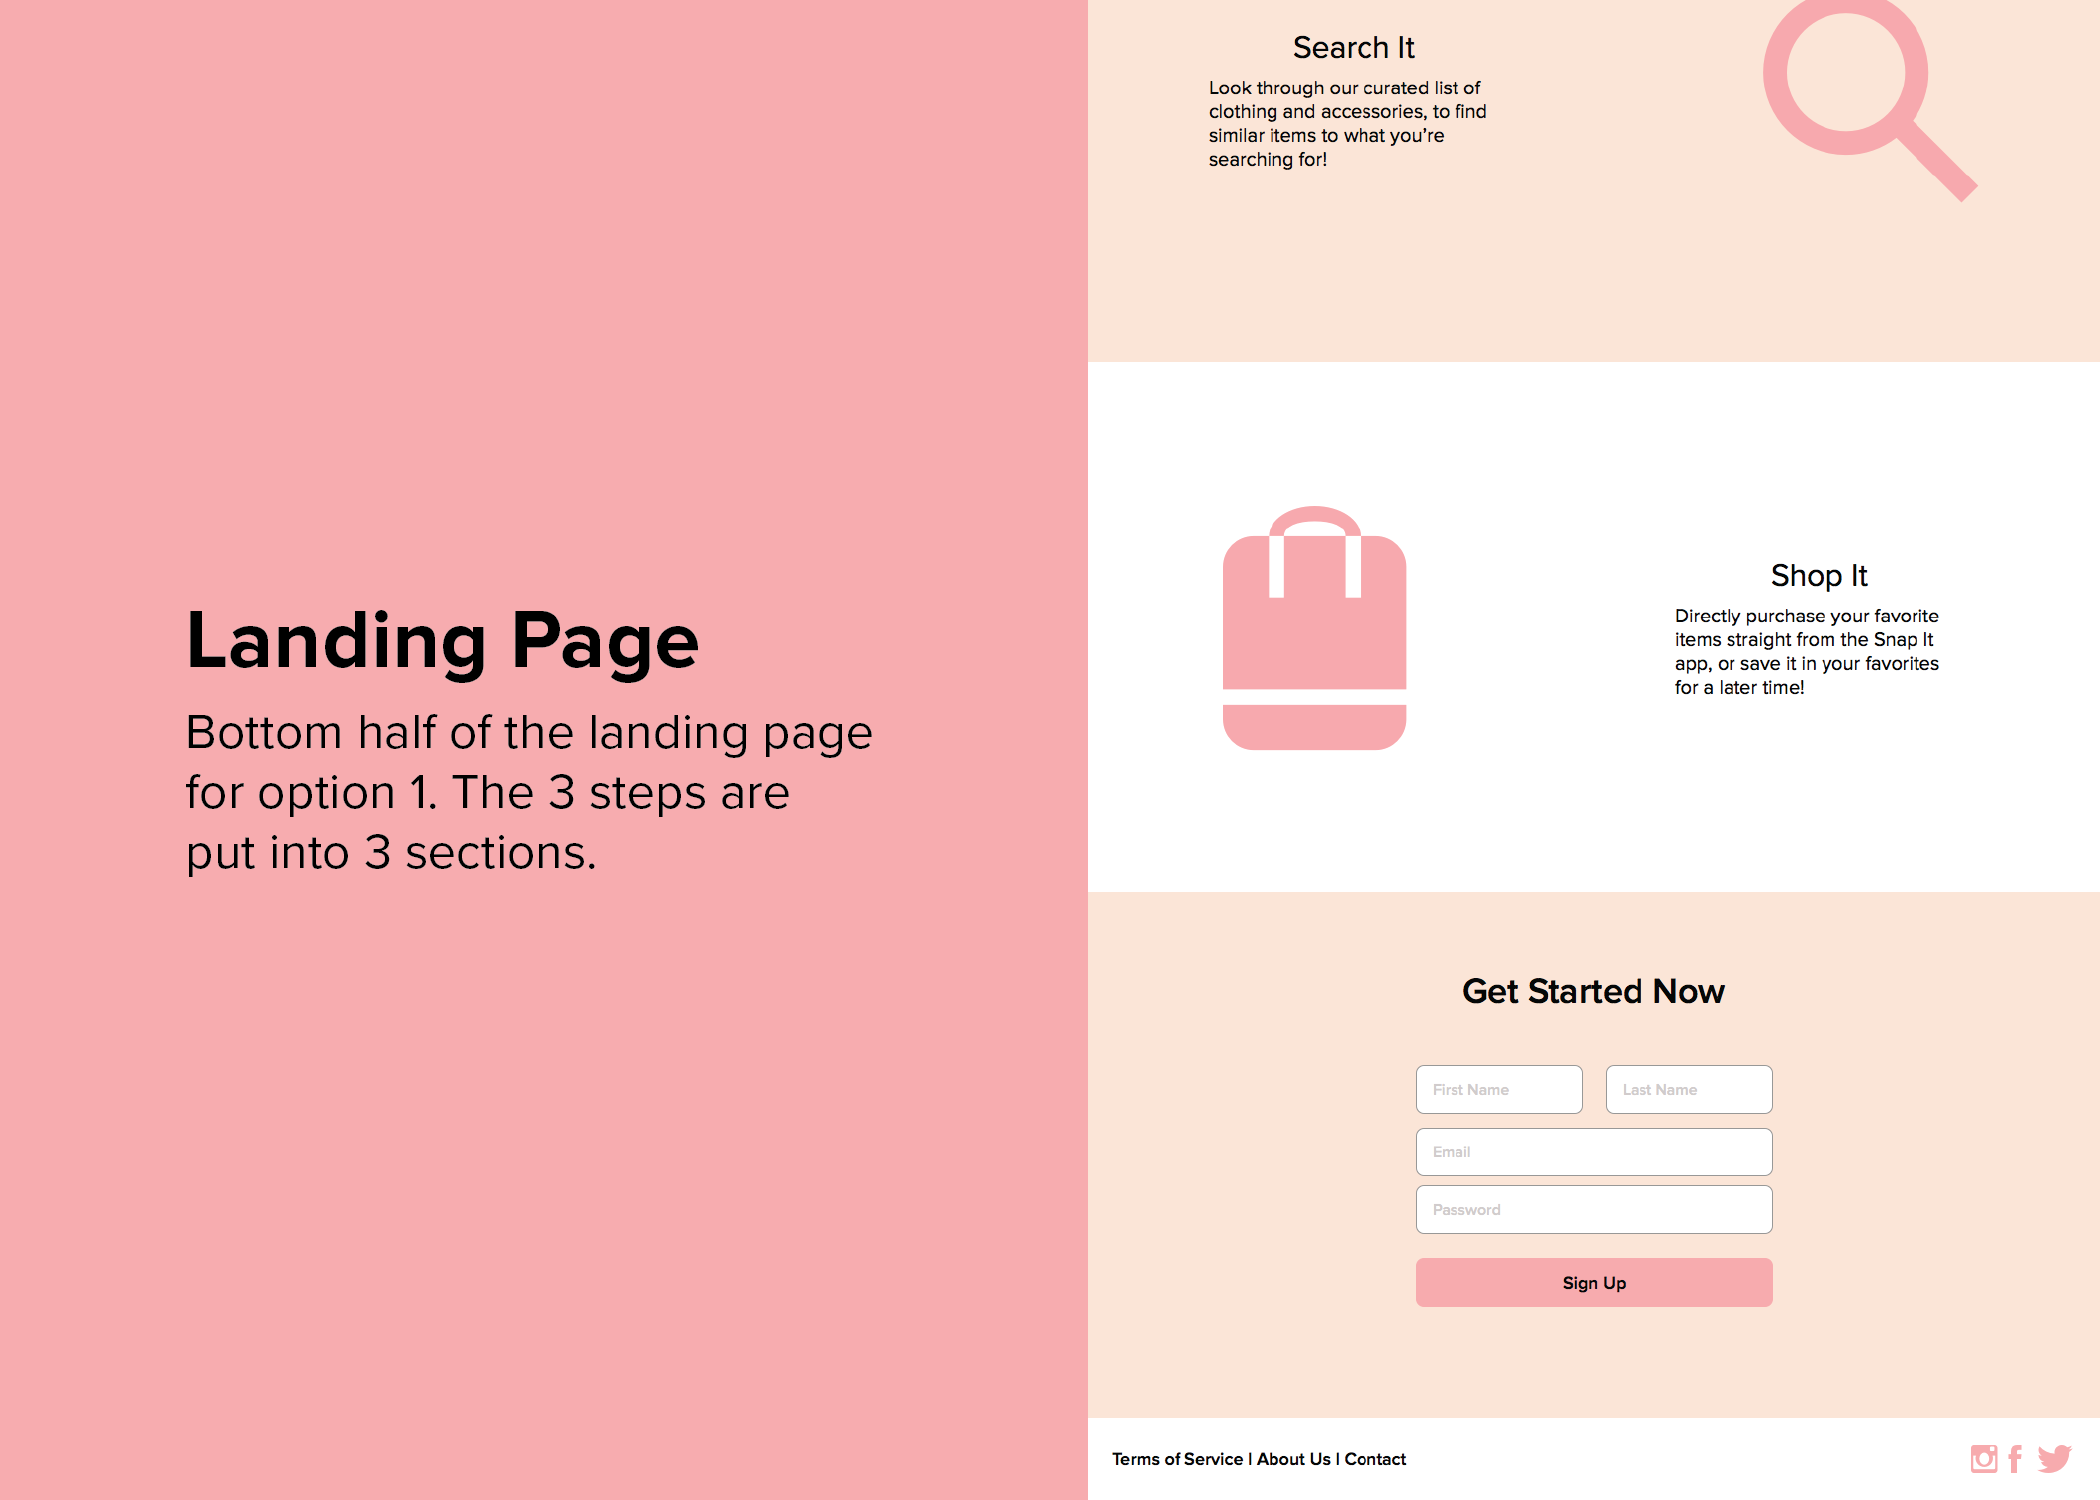 Landing Page
Bottom half of the landing page
for option 1. The 3 steps are
put into 3 sections.
Search It
Look through our curated list of
clothing and accessories, to find
similar items to what you’re
searching for!
Shop It
Directly purchase your favorite
items straight from the Snap It
app, or save it in your favorites
for a later time!
Get Started Now
First Name
Last Name
Email
Password
Sign Up
Terms of Service | About Us | Contact